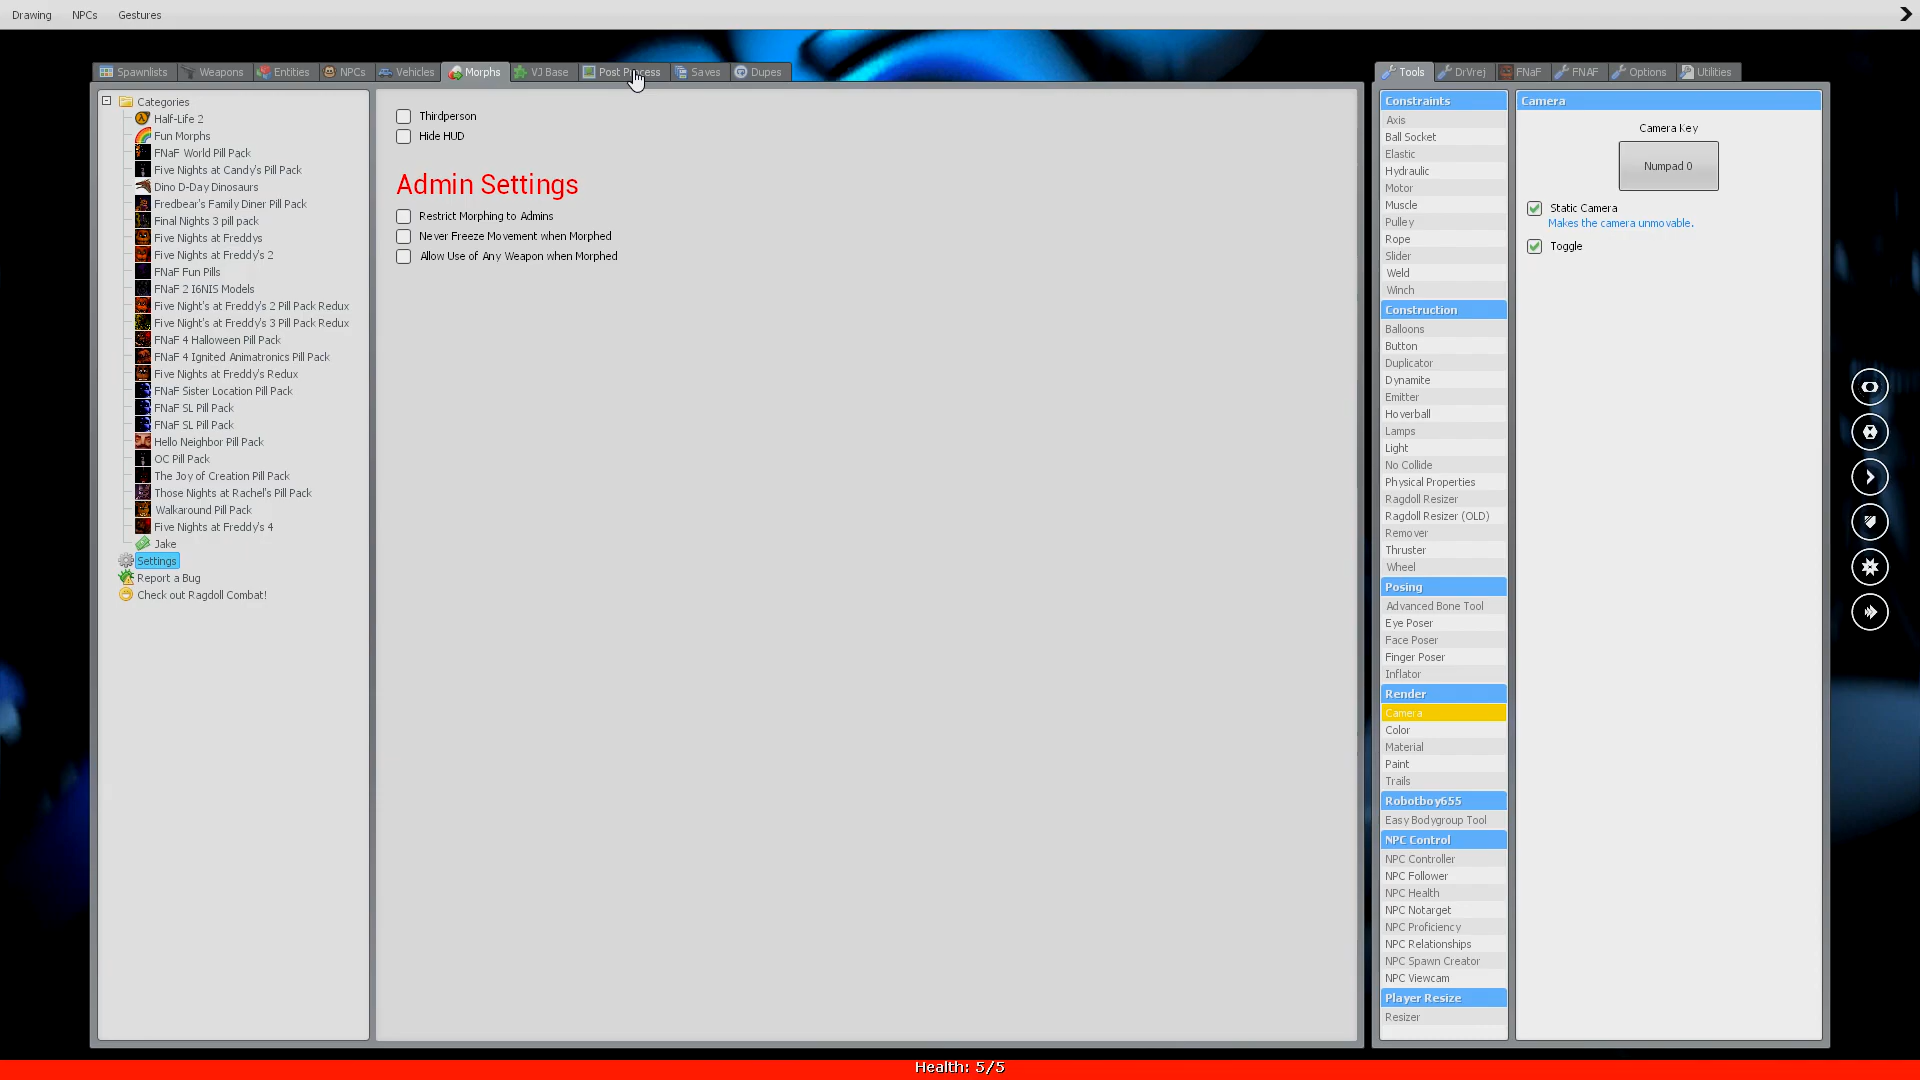 Drawing NPCs Gestures
Spawnlists Weapons Entities NPCs Vehicles Morphs VJ Base Post Process Saves Dupes
Categories
Half-Life 2
Fun Morphs
FNaF World Pill Pack
Five Nights at Candy's Pill Pack
Dino D-Day Dinosaurs
Fredbear's Family Diner Pill Pack
Final Nights 3 pill pack
Five Nights at Freddys
Five Nights at Freddy's 2
FNaF Fun Pills
FNaF 2 I6NIS Models
Five Night's at Freddy's 2 Pill Pack Redux
Five Night's at Freddy's 3 Pill Pack Redux
FNaF 4 Halloween Pill Pack
FNaF 4 Ignited Animatronics Pill Pack
Five Nights at Freddy's Redux
FNaF Sister Location Pill Pack
FNaF SL Pill Pack
FNaF SL Pill Pack
Hello Neighbor Pill Pack
OC Pill Pack
The Joy of Creation Pill Pack
Those Nights at Rachel's Pill Pack
Walkaround Pill Pack
Five Nights at Freddy's 4
Jake
Settings
Report a Bug
Check out Ragdoll Combat!
Thirdperson
Hide HUD
Admin Settings
Restrict Morphing to Admins
Never Freeze Movement when Morphed
Allow Use of Any Weapon when Morphed
Tools DrVrej FNaF FNAF Options Utilities
Constraints
Axis
Ball Socket
Elastic
Hydraulic
Motor
Muscle
Pulley
Rope
Slider
Weld
Winch
Construction
Balloons
Button
Duplicator
Dynamite
Emitter
Hoverball
Lamps
Light
No Collide
Physical Properties
Ragdoll Resizer
Ragdoll Resizer (OLD)
Remover
Thruster
Wheel
Posing
Advanced Bone Tool
Eye Poser
Face Poser
Finger Poser
Inflator
Render
Camera
Color
Material
Paint
Trails
Robotboy655
Easy Bodygroup Tool
NPC Control
NPC Controller
NPC Follower
NPC Health
NPC Notarget
NPC Proficiency
NPC Relationships
NPC Spawn Creator
NPC Viewcam
Player Resize
Resizer
Camera
Camera Key
Numpad 0
Static Camera
Makes the camera unmovable.
Toggle
Health: 5/5